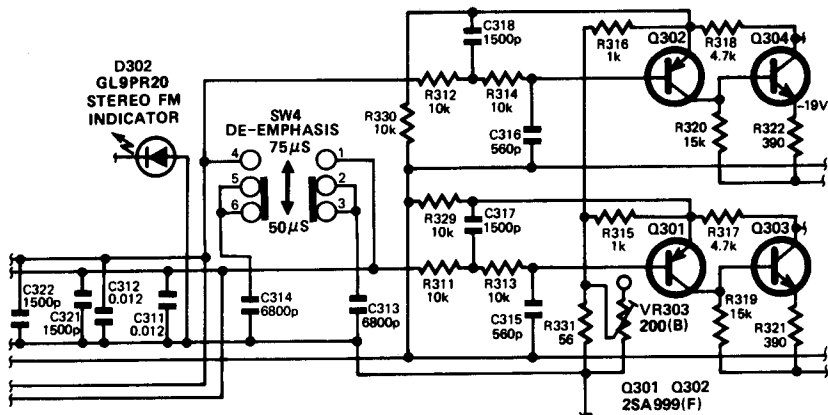 D302
GL9PR20
STEREO FM
INDICATOR
SW4
DE-EMPHASIS
75μS
50μS
4
5
6
1
2
3
C318
1500p
R312
10k
R314
10k
R330
10k
C316
560p
R316
1k
Q302
R318
4.7k
Q304
-19V
R320
15k
R322
390
R329
10k
C317
1500p
R311
10k
R313
10k
C315
560p
R315
1k
Q301
R317
4.7k
Q303
R319
15k
R321
390
R331
56
VR303
200(B)
C322
1500p
C321
1500p
C312
0.012
C311
0.012
C314
6800p
C313
6800p
Q301 Q302
2SA999(F)